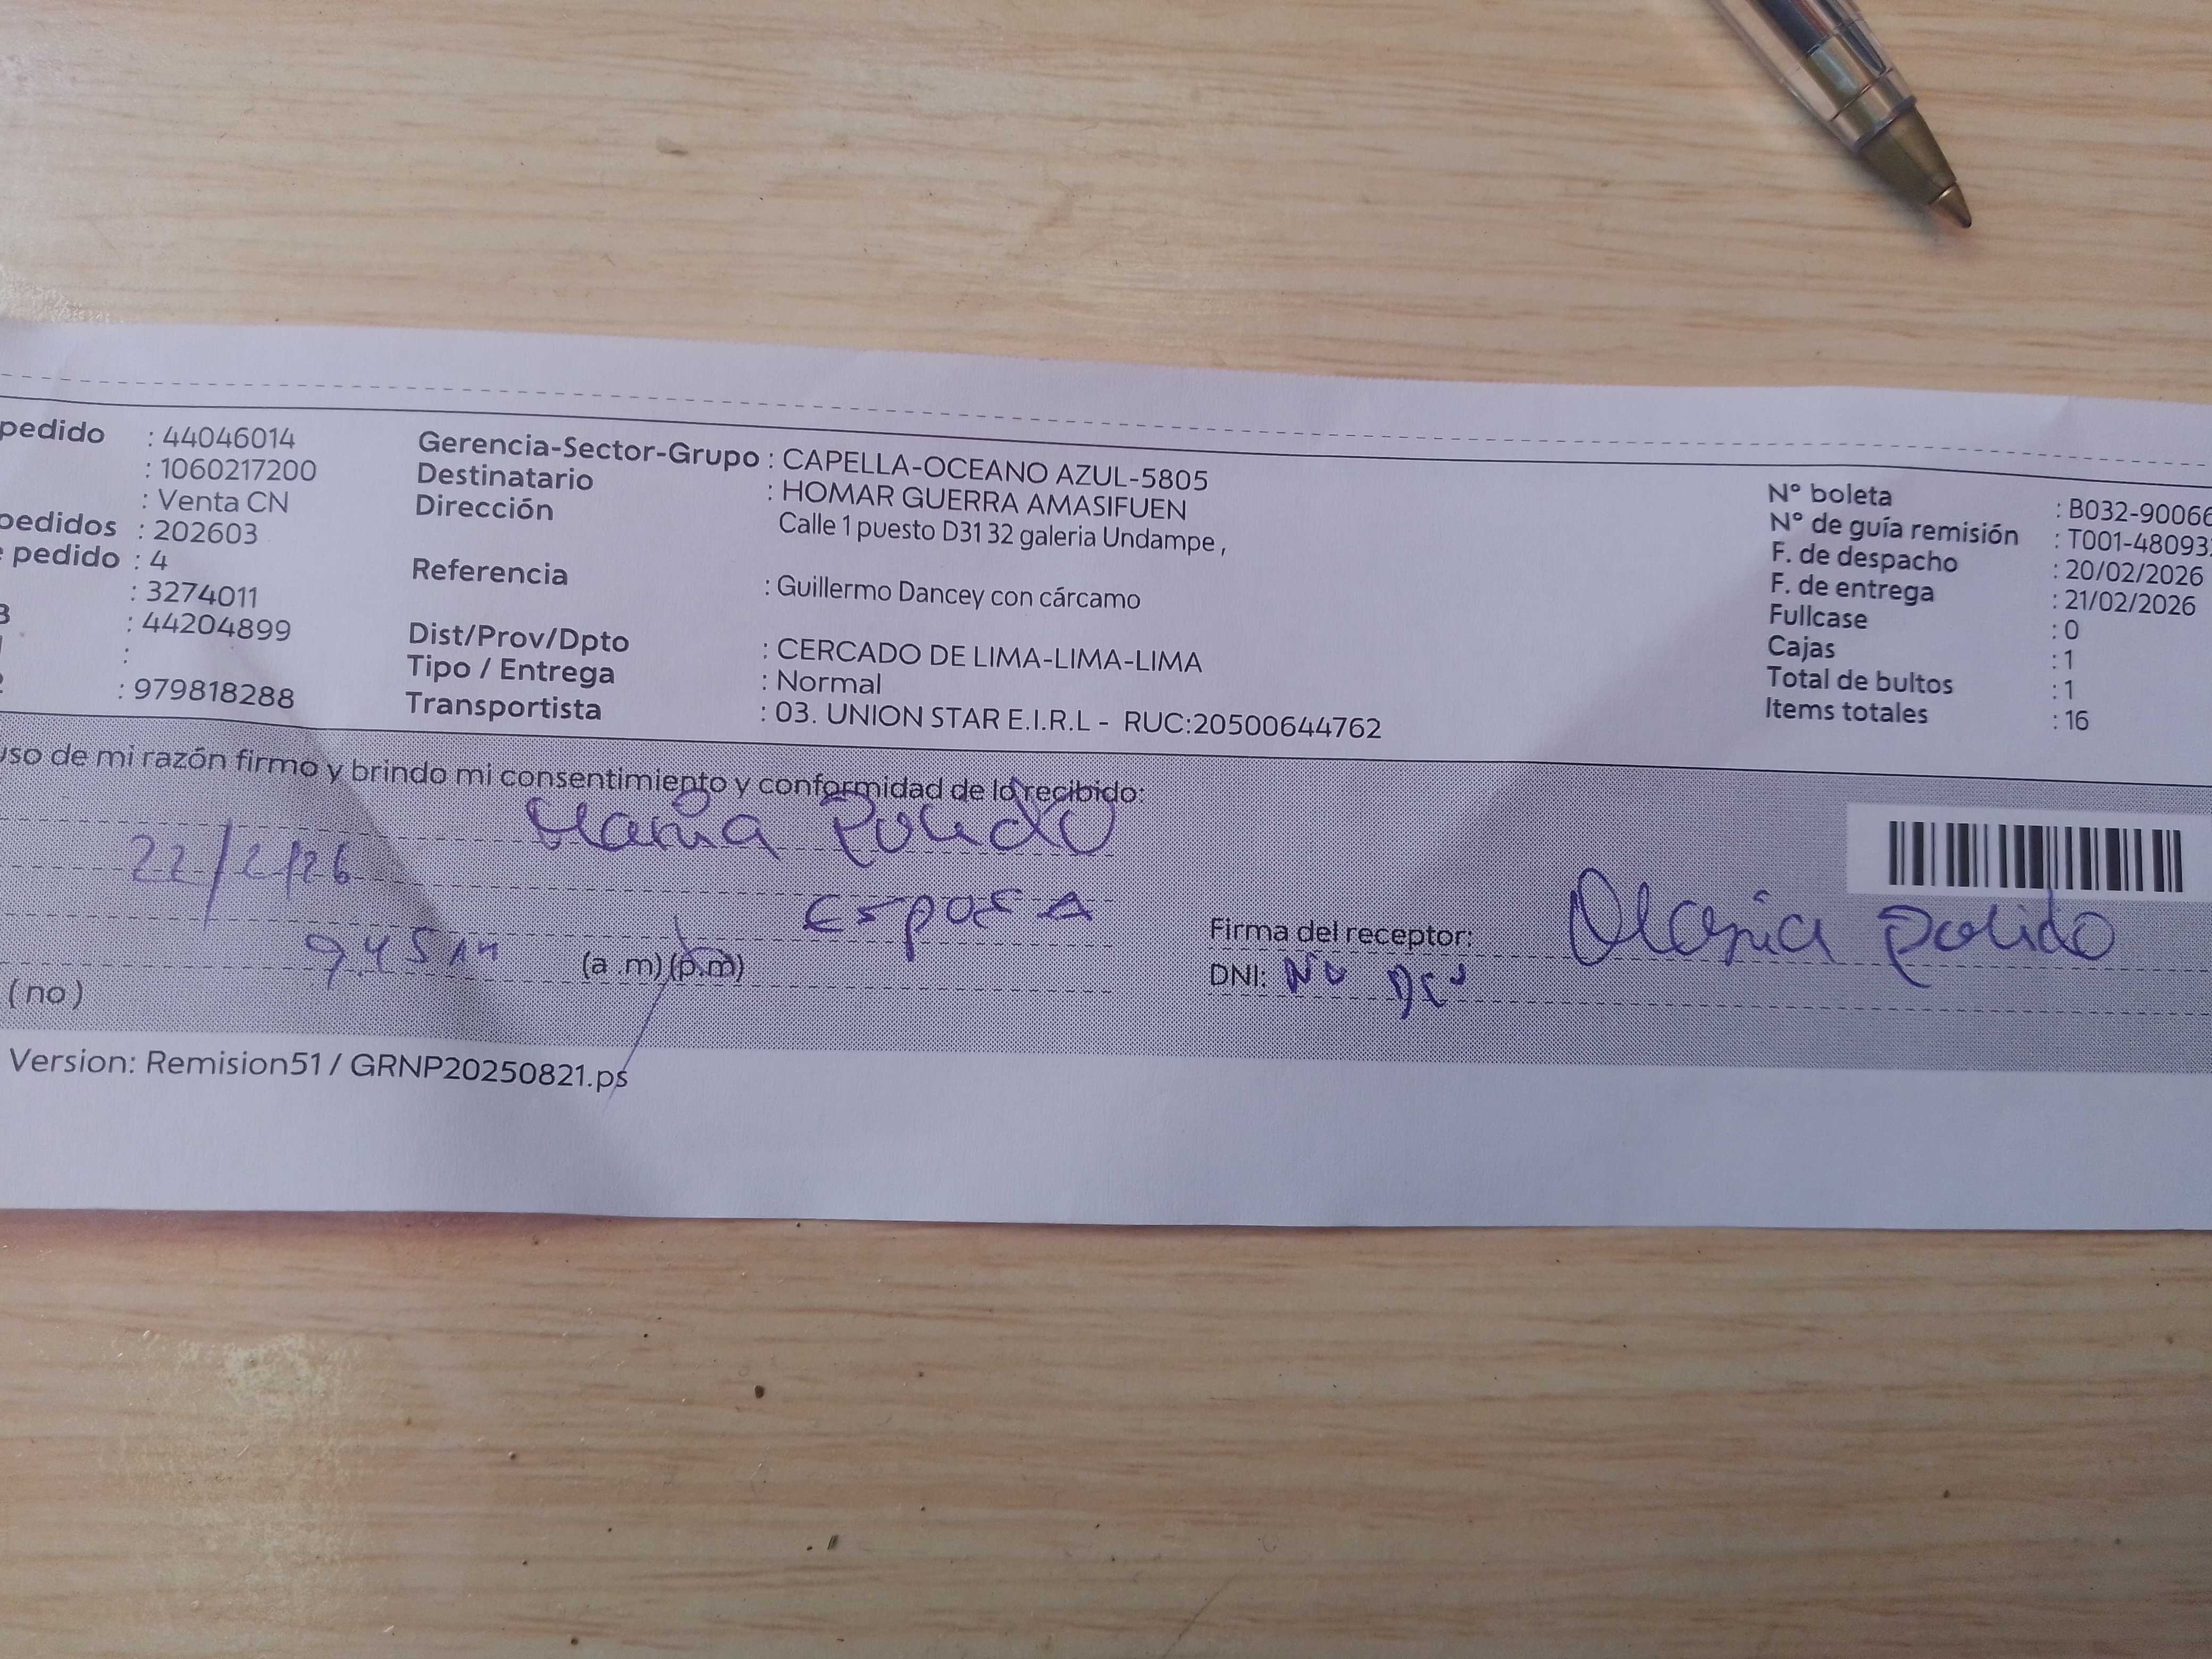 pedido : 44046014
: 1060217200
: Venta CN
pedidos : 202603
pedido : 4
: 3274011
: 44204899
:
: 979818288
Gerencia-Sector-Grupo : CAPELLA-OCEANO AZUL-5805
Destinatario : HOMAR GUERRA AMASIFUEN
Dirección Calle 1 puesto D31 32 galeria Undampe ,
Referencia : Guillermo Dancey con cárcamo
Dist/Prov/Dpto : CERCADO DE LIMA-LIMA-LIMA
Tipo / Entrega : Normal
Transportista : 03. UNION STAR E.I.R.L - RUC:20500644762
N° boleta : B032-90066
N° de guía remisión : T001-48093
F. de despacho : 20/02/2026
F. de entrega : 21/02/2026
Fullcase : 0
Cajas : 1
Total de bultos : 1
Items totales : 16
uso de mi razón firmo y brindo mi consentimiento y conformidad de lo recibido:
Maria Polido
22/2/26
ESPOSA
9.45 AM (a .m) (p.m)
(no)
Firma del receptor: Maria Polido
DNI: No
Version: Remision51 / GRNP20250821.ps